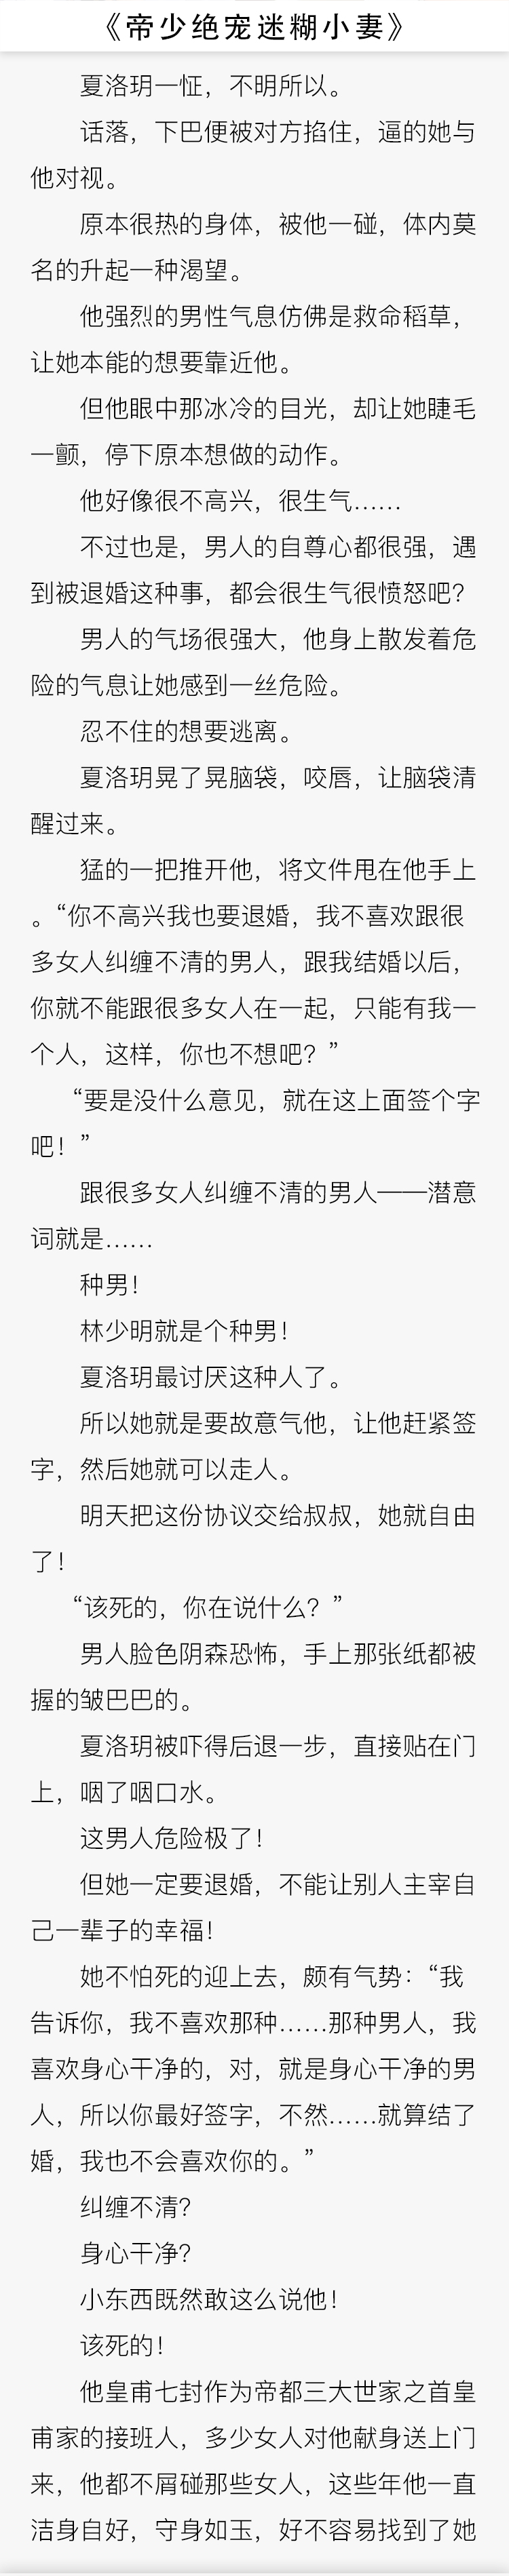 《帝少绝宠迷糊小妻》
夏洛玥一怔，不明所以。
话落，下巴便被对方掐住，逼的她与
他对视。
原本很热的身体，被他一碰，体内莫
名的升起一种渴望。
他强烈的男性气息仿佛是救命稻草，
让她本能的想要靠近他。
但他眼中那冰冷的目光，却让她睫毛
一颤，停下原本想做的动作。
他好像很不高兴，很生气……
不过也是，男人的自尊心都很强，遇
到被退婚这种事，都会很生气很愤怒吧？
男人的气场很强大，他身上散发着危
险的气息让她感到一丝危险。
忍不住的想要逃离。
夏洛玥晃了晃脑袋，咬唇，让脑袋清
醒过来。
猛的一把推开他，将文件甩在他手上
。“你不高兴我也要退婚，我不喜欢跟很
多女人纠缠不清的男人，跟我结婚以后，
你就不能跟很多女人在一起，只能有我一
个人，这样，你也不想吧？”
“要是没什么意见，就在这上面签个字
吧！”
跟很多女人纠缠不清的男人——潜意
词就是……
种男！
林少明就是个种男！
夏洛玥最讨厌这种人了。
所以她就是要故意气他，让他赶紧签
字，然后她就可以走人。
明天把这份协议交给叔叔，她就自由
了！
“该死的，你在说什么？”
男人脸色阴森恐怖，手上那张纸都被
握的皱巴巴的。
夏洛玥被吓得后退一步，直接贴在门
上，咽了咽口水。
这男人危险极了！
但她一定要退婚，不能让别人主宰自
己一辈子的幸福！
她不怕死的迎上去，颇有气势：“我
告诉你，我不喜欢那种……那种男人，我
喜欢身心干净的，对，就是身心干净的男
人，所以你最好签字，不然……就算结了
婚，我也不会喜欢你的。”
纠缠不清？
身心干净？
小东西既然敢这么说他！
该死的！
他皇甫七封作为帝都三大世家之首皇
甫家的接班人，多少女人对他献身送上门
来，他都不屑碰那些女人，这些年他一直
洁身自好，守身如玉，好不容易找到了她